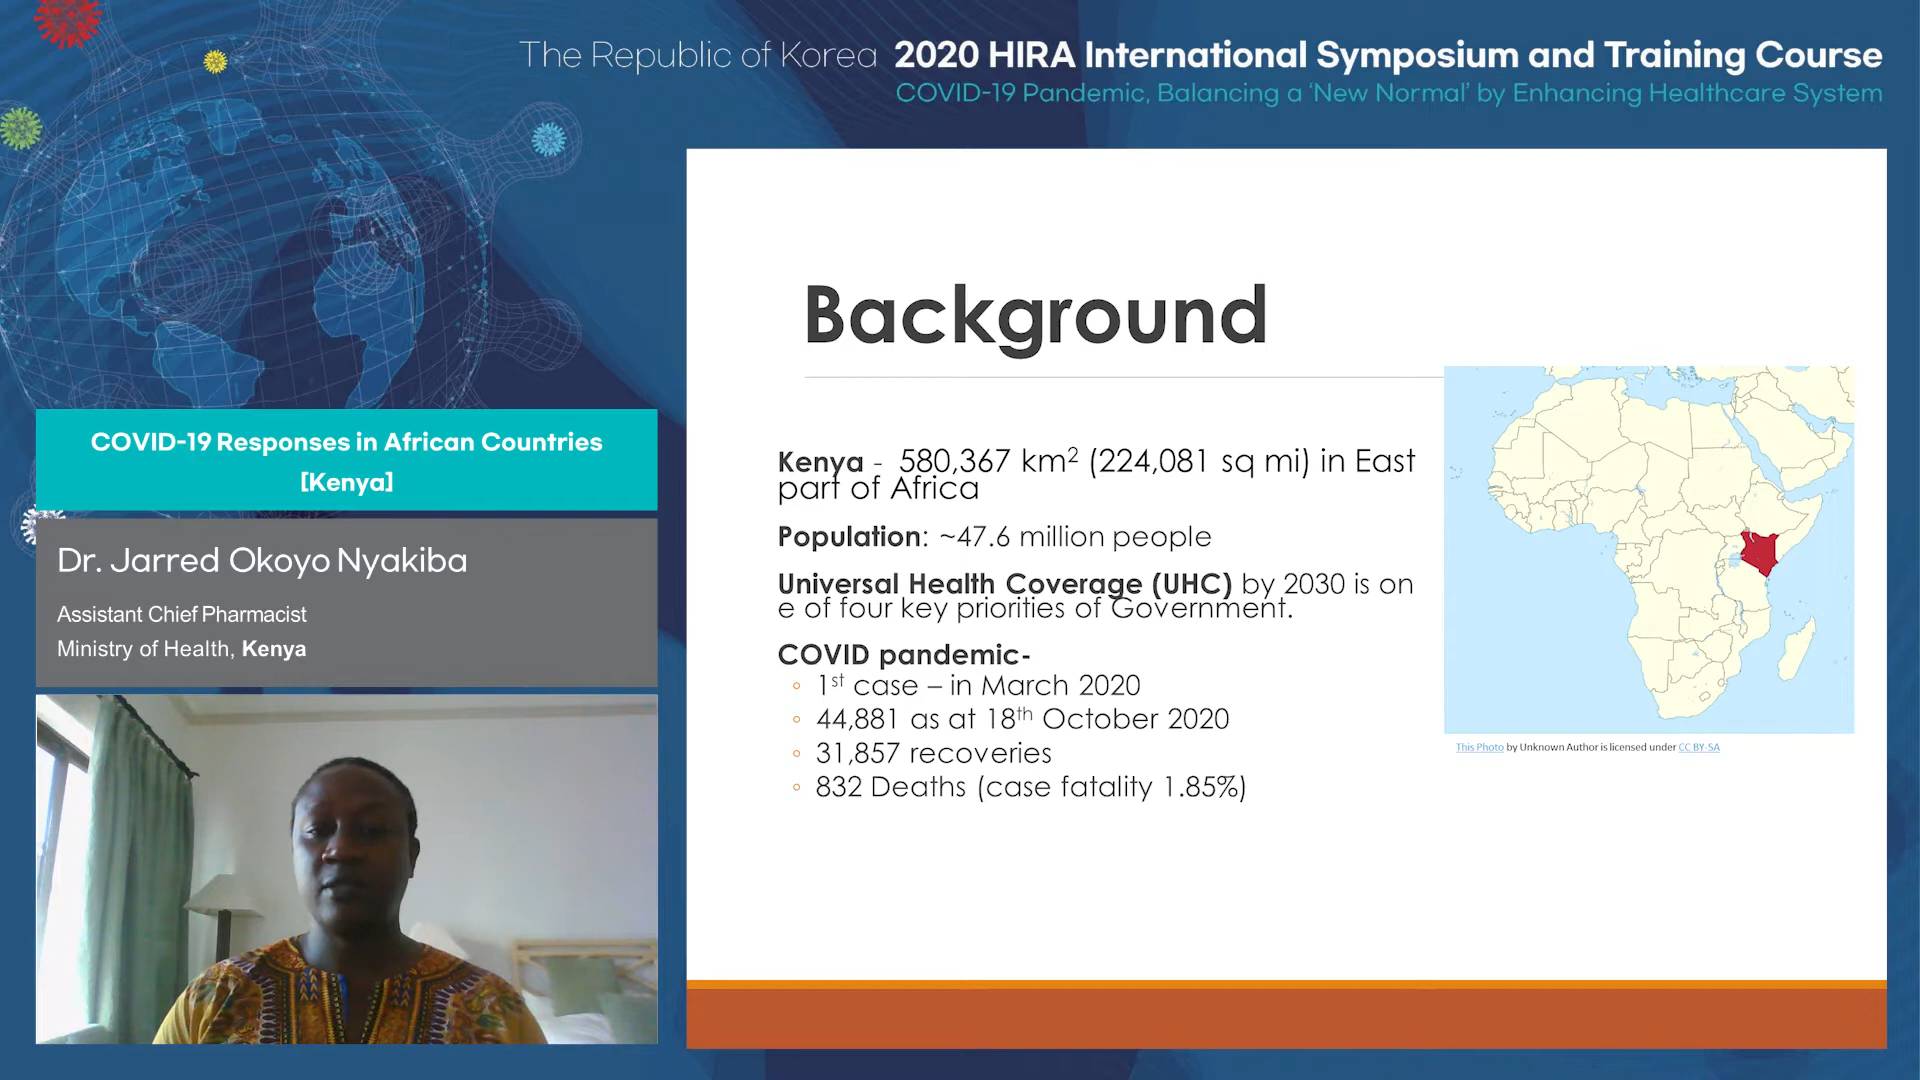 The Republic of Korea 2020 HIRA International Symposium and Training Course
COVID-19 Pandemic, Balancing a ‘New Normal’ by Enhancing Healthcare System
COVID-19 Responses in African Countries
[Kenya]
Dr. Jarred Okoyo Nyakiba
Assistant Chief Pharmacist
Ministry of Health, Kenya
Background
Kenya - 580,367 km² (224,081 sq mi) in East
part of Africa
Population: ~47.6 million people
Universal Health Coverage (UHC) by 2030 is on
e of four key priorities of Government.
COVID pandemic-
◦ 1st case – in March 2020
◦ 44,881 as at 18th October 2020
◦ 31,857 recoveries
◦ 832 Deaths (case fatality 1.85%)
This Photo by Unknown Author is licensed under CC BY-SA